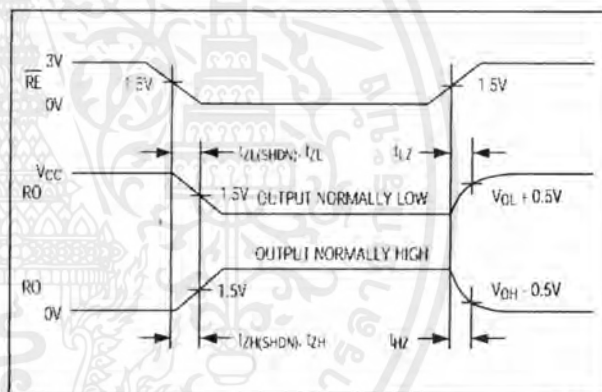 3V
RE
1.5V
1.5V
0V
tZL(SHDN), tZL
tLZ
VCC
RO
1.5V
OUTPUT NORMALLY LOW
VOL + 0.5V
OUTPUT NORMALLY HIGH
RO
1.5V
VOH - 0.5V
0V
tZH(SHDN), tZH
tHZ